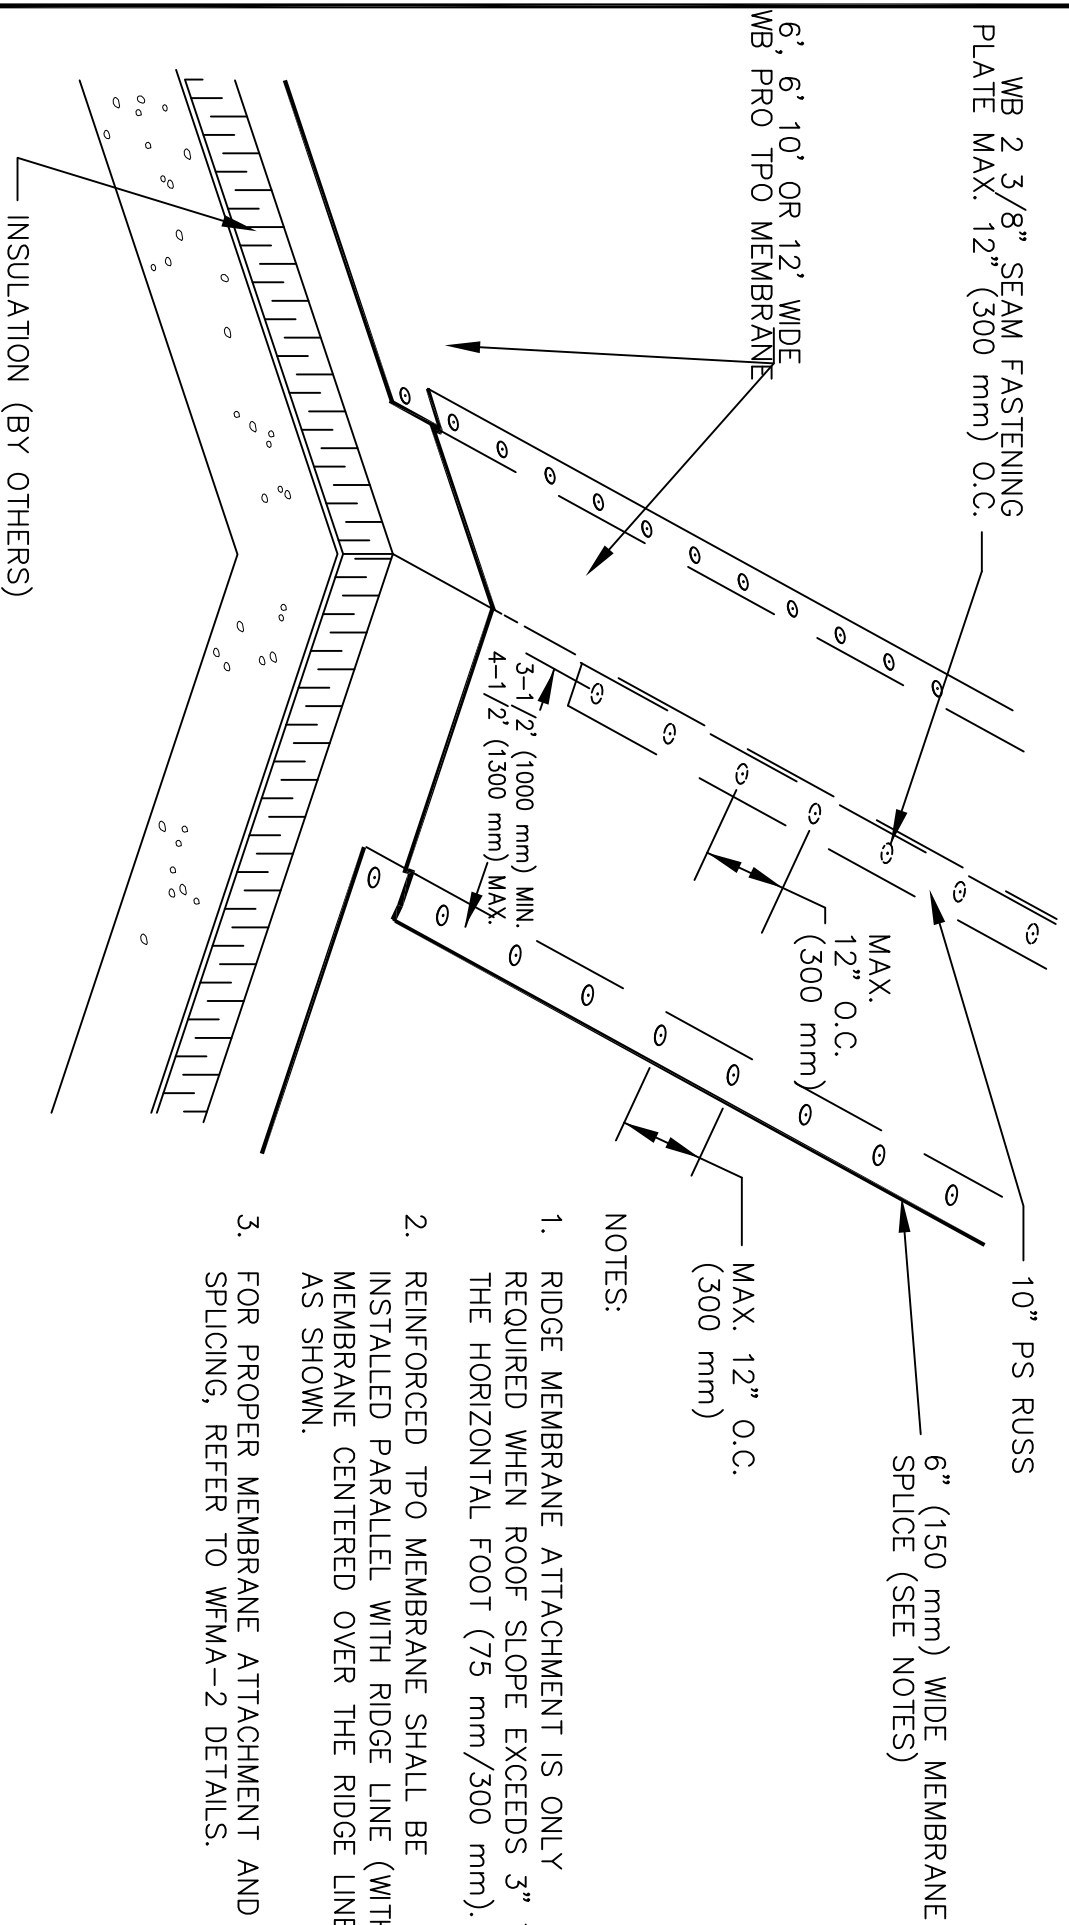 WB 2 3/8" SEAM FASTENING
PLATE MAX. 12" (300 mm) O.C.
6', 6' 10' OR 12' WIDE
WB PRO TPO MEMBRANE
INSULATION (BY OTHERS)
3-1/2' (1000 mm) MIN.
4-1/2' (1300 mm) MAX.
MAX.
12" O.C.
(300 mm)
10" PS RUSS
6" (150 mm) WIDE MEMBRANE
SPLICE (SEE NOTES)
MAX. 12" O.C.
(300 mm)
NOTES:
1. RIDGE MEMBRANE ATTACHMENT IS ONLY
REQUIRED WHEN ROOF SLOPE EXCEEDS 3"
THE HORIZONTAL FOOT (75 mm/300 mm).
2. REINFORCED TPO MEMBRANE SHALL BE
INSTALLED PARALLEL WITH RIDGE LINE (WITH
MEMBRANE CENTERED OVER THE RIDGE LINE
AS SHOWN.
3. FOR PROPER MEMBRANE ATTACHMENT AND
SPLICING, REFER TO WFMA-2 DETAILS.